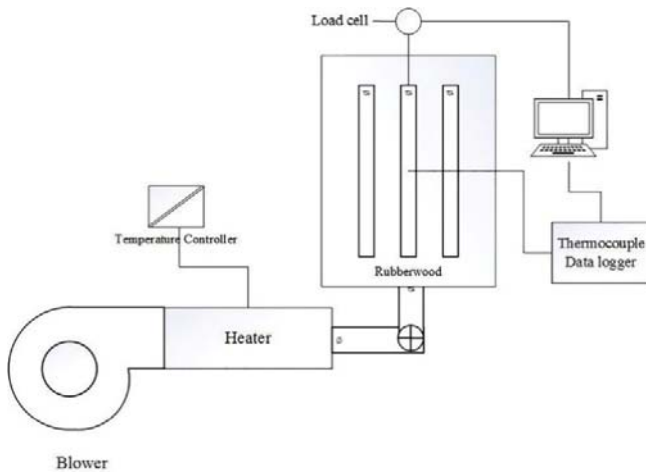 Load cell
Temperature Controller
Rubberwood
Thermocouple
Data logger
Heater
Blower